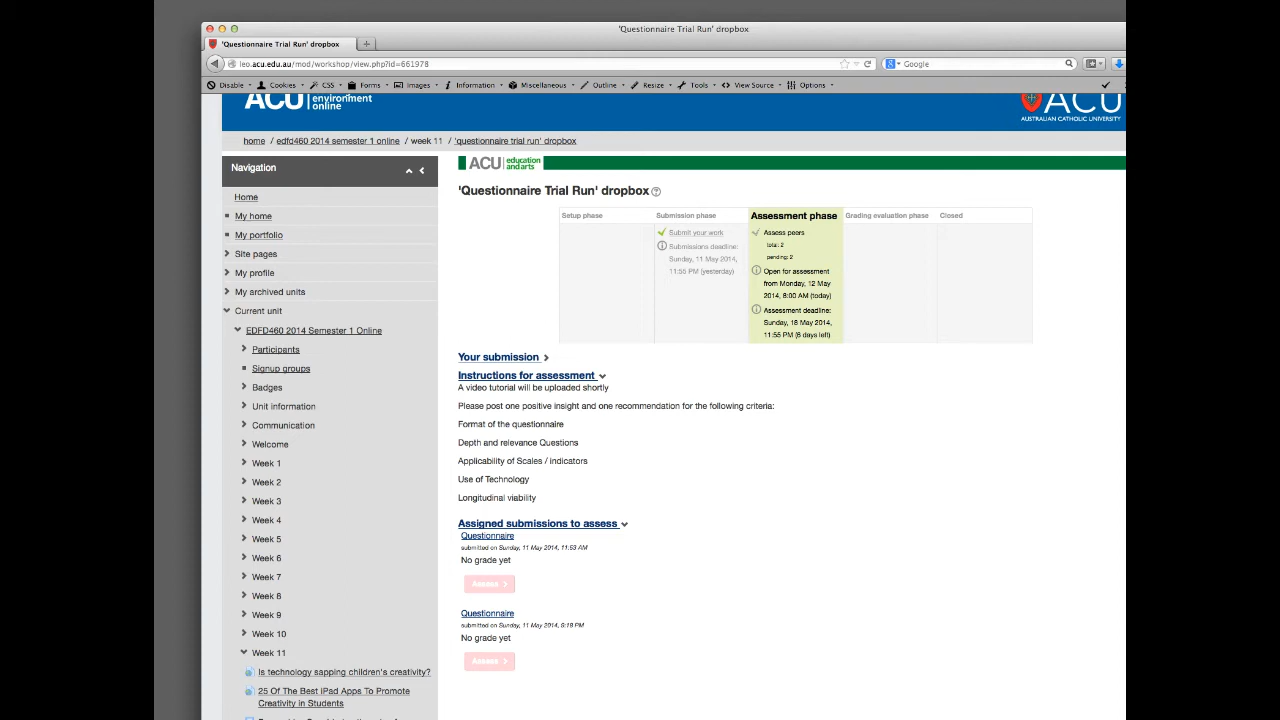 'Questionnaire Trial Run' dropbox
'Questionnaire Trial Run' dropbox
leo.acu.edu.au/mod/workshop/view.php?id=661978
Google
Disable Cookies CSS Forms Images Information Miscellaneous Outline Resize Tools View Source Options
ACU environment online
ACU
AUSTRALIAN CATHOLIC UNIVERSITY
home / edfd460 2014 semester 1 online / week 11 / 'questionnaire trial run' dropbox
Navigation
Home
My home
My portfolio
Site pages
My profile
My archived units
Current unit
EDFD460 2014 Semester 1 Online
Participants
Signup groups
Badges
Unit information
Communication
Welcome
Week 1
Week 2
Week 3
Week 4
Week 5
Week 6
Week 7
Week 8
Week 9
Week 10
Week 11
Is technology sapping children's creativity?
25 Of The Best iPad Apps To Promote
Creativity in Students
ACU education and arts
'Questionnaire Trial Run' dropbox
Setup phase
Submission phase
Submit your work
Submissions deadline:
Sunday, 11 May 2014,
11:55 PM (yesterday)
Assessment phase
Assess peers
total: 2
pending: 2
Open for assessment
from Monday, 12 May
2014, 8:00 AM (today)
Assessment deadline:
Sunday, 18 May 2014,
11:55 PM (6 days left)
Grading evaluation phase
Closed
Your submission
Instructions for assessment
A video tutorial will be uploaded shortly
Please post one positive insight and one recommendation for the following criteria:
Format of the questionnaire
Depth and relevance Questions
Applicability of Scales / indicators
Use of Technology
Longitudinal viability
Assigned submissions to assess
Questionnaire
submitted on Sunday, 11 May 2014, 11:53 AM
No grade yet
Assess
Questionnaire
submitted on Sunday, 11 May 2014, 9:19 PM
No grade yet
Assess